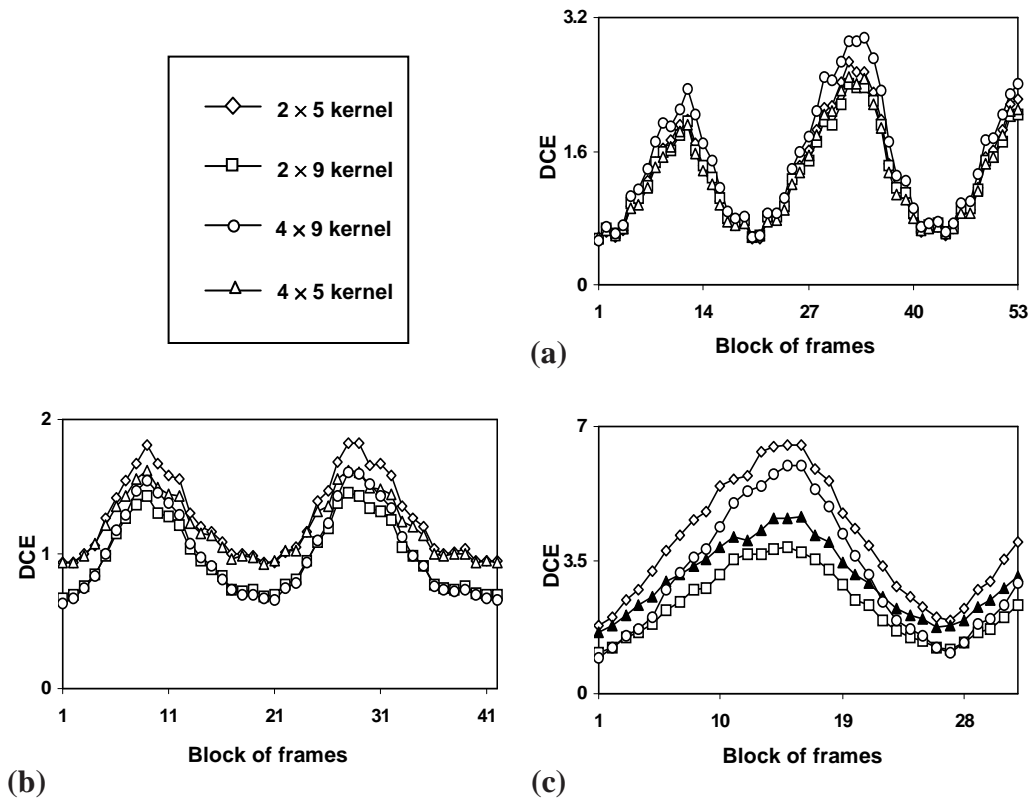 2 × 5 kernel
2 × 9 kernel
4 × 9 kernel
4 × 5 kernel
3.2
1.6
0
DCE
1 14 27 40 53
Block of frames
(a)
2
1
0
DCE
1 11 21 31 41
Block of frames
(b)
7
3.5
0
DCE
1 10 19 28
Block of frames
(c)